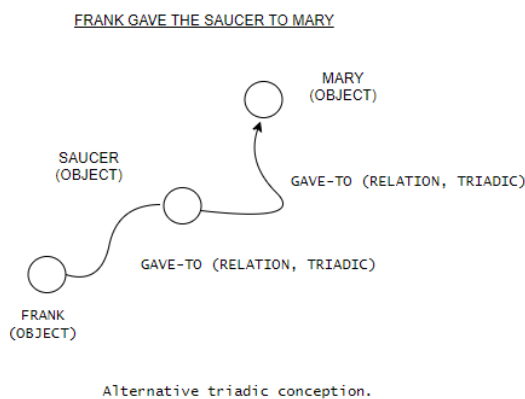 FRANK GAVE THE SAUCER TO MARY
MARY
(OBJECT)
SAUCER
(OBJECT)
GAVE-TO (RELATION, TRIADIC)
GAVE-TO (RELATION, TRIADIC)
FRANK
(OBJECT)
Alternative triadic conception.